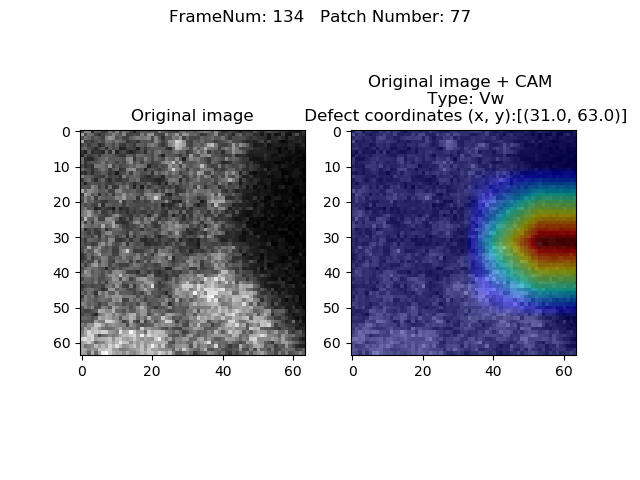 FrameNum: 134   Patch Number: 77
Original image
0
10
20
30
40
50
60
0 20 40 60
Original image + CAM
Type: Vw
Defect coordinates (x, y):[(31.0, 63.0)]
0
10
20
30
40
50
60
0 20 40 60